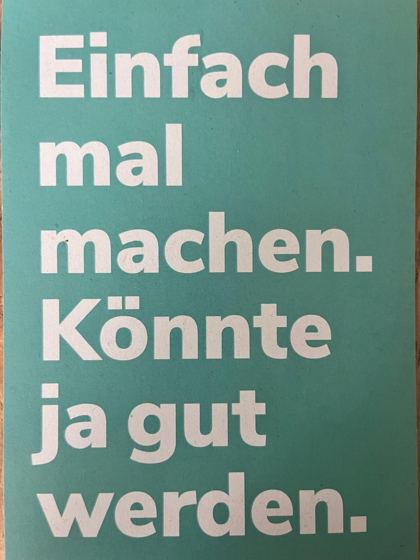 Einfach
mal
machen.
Könnte
ja gut
werden.